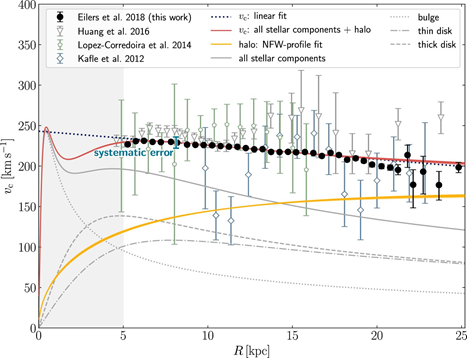 Eilers et al. 2018 (this work)
Huang et al. 2016
Lopez-Corredoira et al. 2014
Kafle et al. 2012
v_c: linear fit
v_c: all stellar components + halo
halo: NFW-profile fit
all stellar components
bulge
thin disk
thick disk
systematic error
400
350
300
250
200
150
100
50
0
v_c [km s⁻¹]
0 5 10 15 20 25
R [kpc]